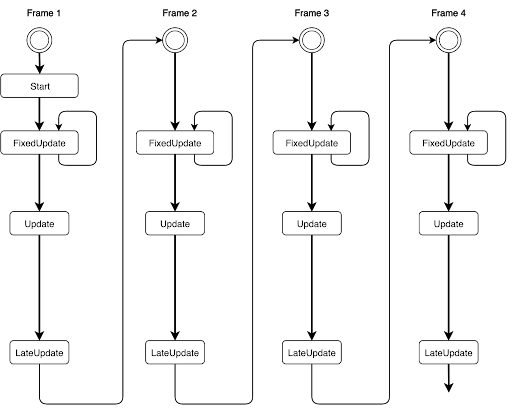 Frame 1
Start
FixedUpdate
Update
LateUpdate
Frame 2
FixedUpdate
Update
LateUpdate
Frame 3
FixedUpdate
Update
LateUpdate
Frame 4
FixedUpdate
Update
LateUpdate